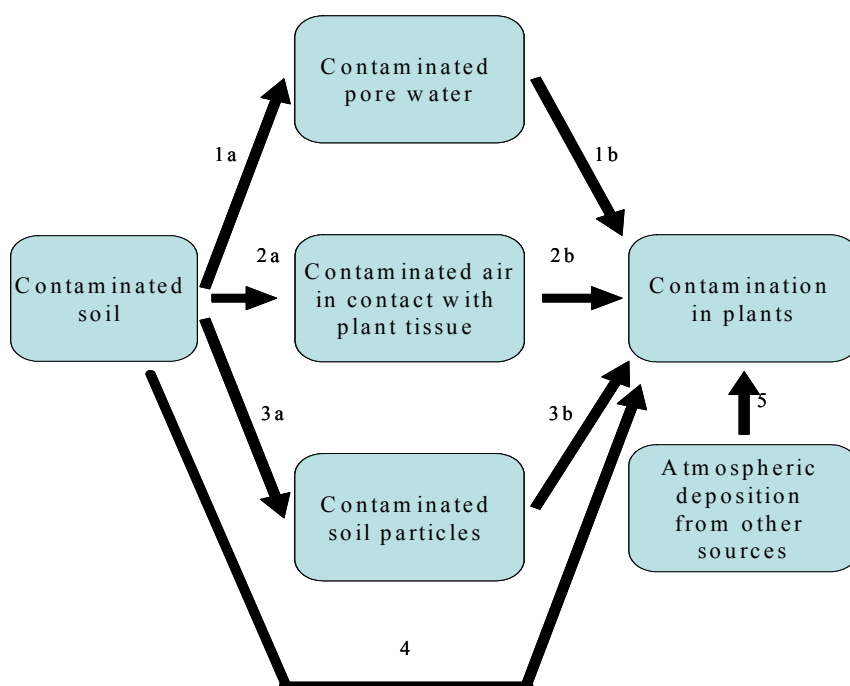 Contaminated
pore water
1a
1b
Contaminated
soil
2a
Contaminated air
in contact with
plant tissue
2b
Contamination
in plants
3a
Contaminated
soil particles
3b
5
Atmospheric
deposition
from other
sources
4